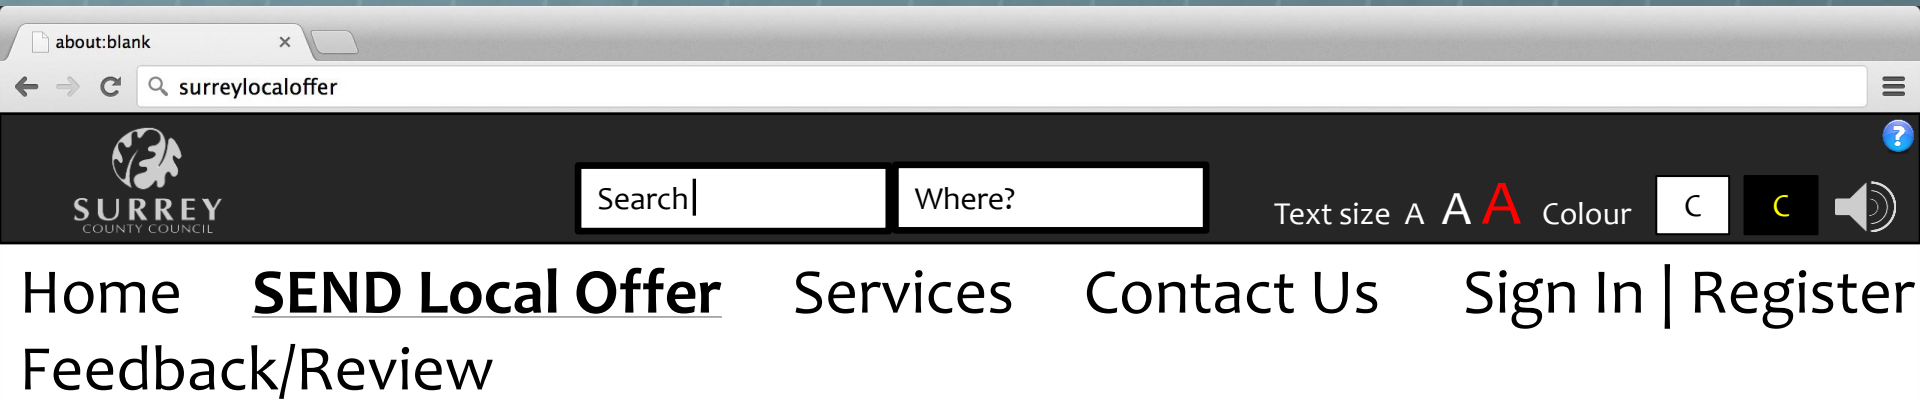 about:blank
surreylocaloffer
?
SURREY
COUNTY COUNCIL
Search
Where?
Text size A A A Colour C C
Home SEND Local Offer Services Contact Us Sign In | Register
Feedback/Review